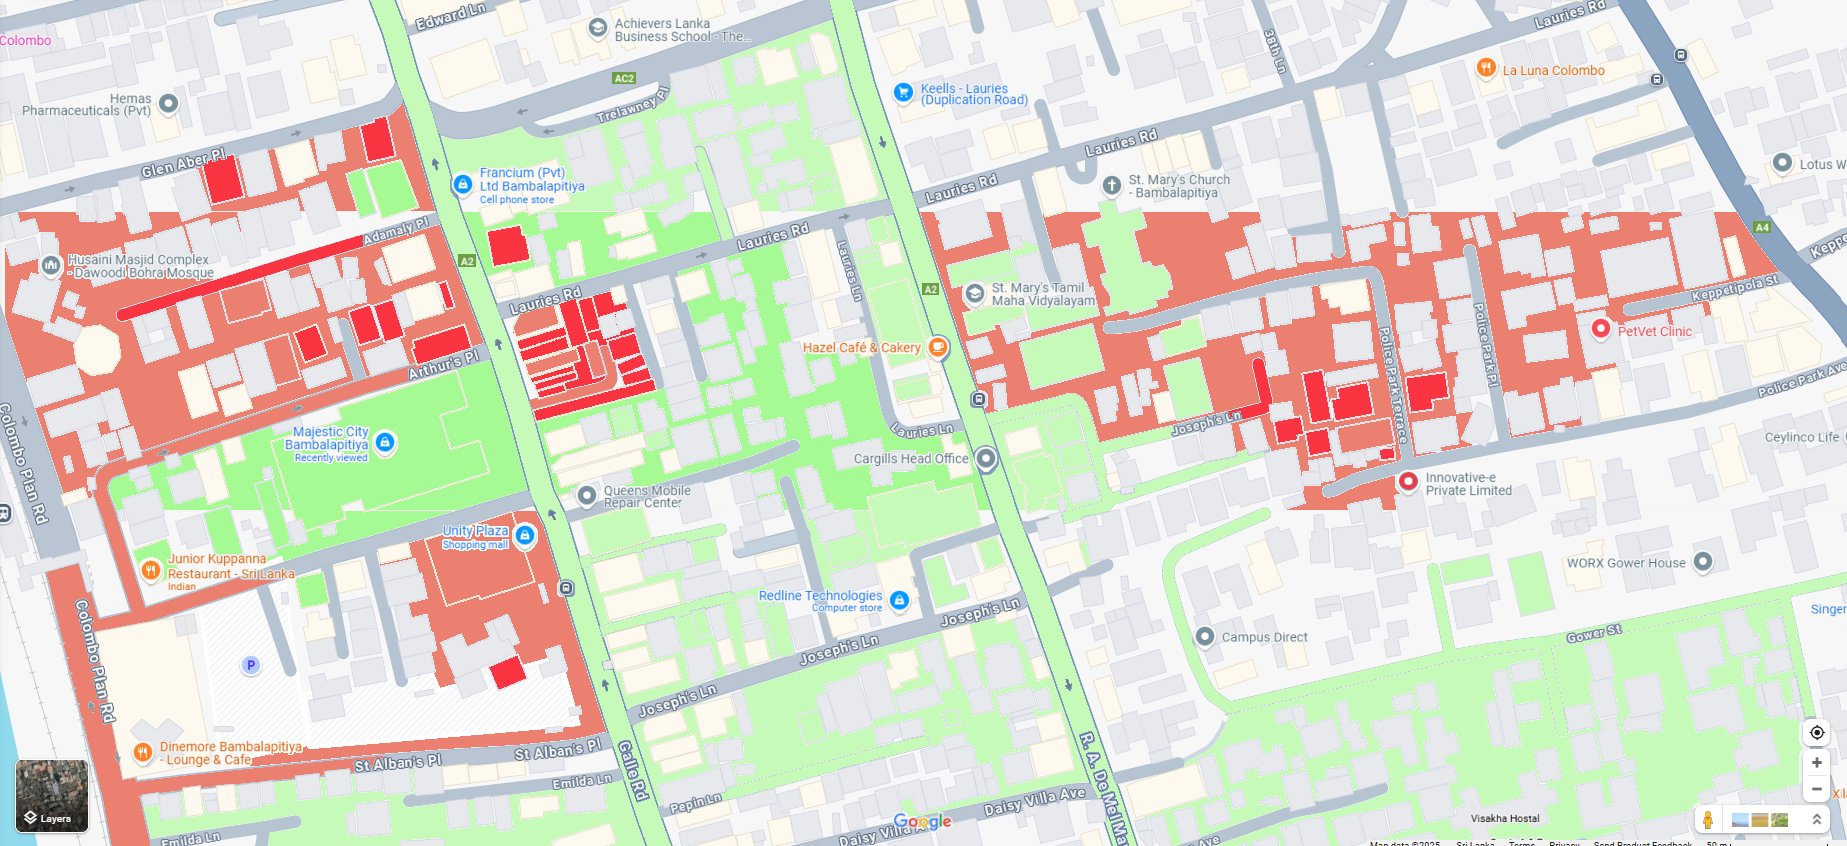 Edward Ln
Achievers Lanka
Business School - The...
Lauries Rd
38th Ln
Colombo
La Luna Colombo
AC2
Keells - Lauries
(Duplication Road)
Hemas
Pharmaceuticals (Pvt)
Trelawney Pl
Lauries Rd
Glen Aber Pl
Lotus W
Francium (Pvt)
Ltd Bambalapitiya
Cell phone store
Lauries Rd
St. Mary's Church
- Bambalapitiya
Adamaly Pl
Lauries Rd
A4
Keppe
Husaini Masjid Complex
- Dawoodi Bohra Mosque
A2
Lauries Ln
A2
St. Mary's Tamil
Maha Vidyalayam
Keppetipola St
Lauries Rd
Police Park Pl
PetVet Clinic
Hazel Café & Cakery
Police Park Terrace
Arthur's Pl
Police Park Ave
Colombo Plan Rd
Joseph's Ln
Majestic City
Bambalapitiya
Recently viewed
Lauries Ln
Ceylinco Life
Cargills Head Office
Queens Mobile
Repair Center
Innovative-e
Private Limited
Unity Plaza
Shopping mall
Junior Kuppanna
Restaurant - Sri Lanka
Indian
WORX Gower House
Redline Technologies
Computer store
Joseph's Ln
Singer
Colombo Plan Rd
Campus Direct
Gower St
Joseph's Ln
P
Joseph's Ln
Dinemore Bambalapitiya
- Lounge & Cafe
St Alban's Pl
St Alban's Pl
Galle Rd
R. A. De Mel Ma
Emilda Ln
Pepin Ln
Daisy Villa Ave
Layers
Google
Daisy Villa A
Visakha Hostal
Emilda Ln
Ave
Map data ©2025
Sri Lanka
Terms
Privacy
Send Product Feedback
50 m